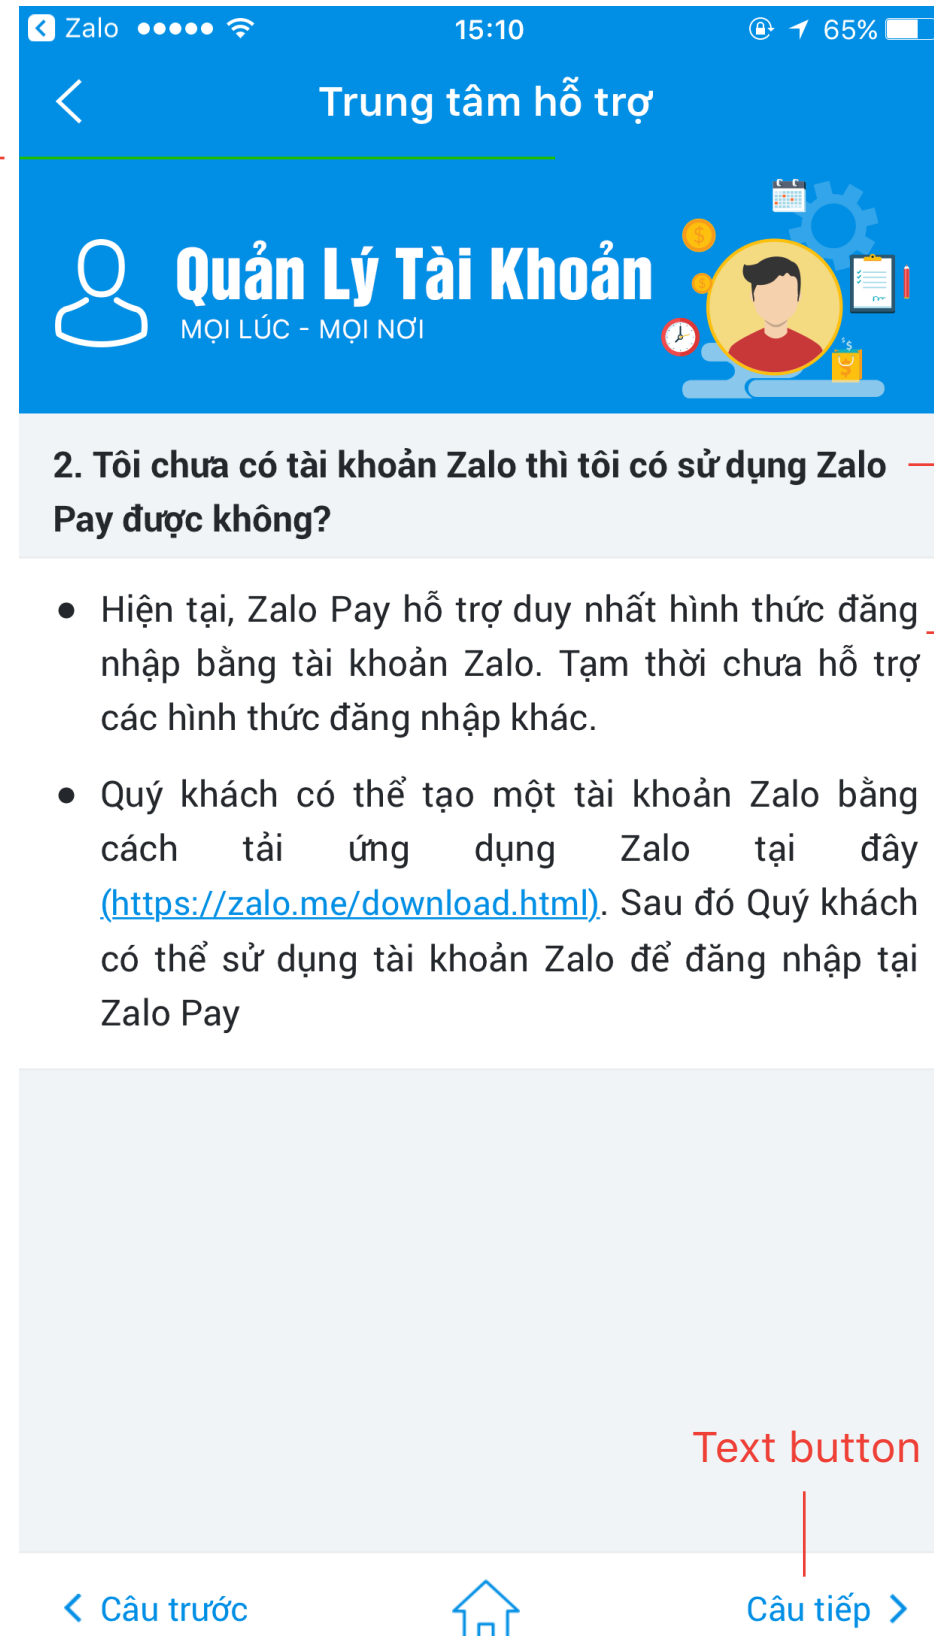 Zalo 15:10 65%
Trung tâm hỗ trợ
Quản Lý Tài Khoản
MỌI LÚC - MỌI NƠI
2. Tôi chưa có tài khoản Zalo thì tôi có sử dụng Zalo
Pay được không?
● Hiện tại, Zalo Pay hỗ trợ duy nhất hình thức đăng
nhập bằng tài khoản Zalo. Tạm thời chưa hỗ trợ
các hình thức đăng nhập khác.
● Quý khách có thể tạo một tài khoản Zalo bằng
cách tải ứng dụng Zalo tại đây
(https://zalo.me/download.html). Sau đó Quý khách
có thể sử dụng tài khoản Zalo để đăng nhập tại
Zalo Pay
Text button
Câu trước Câu tiếp